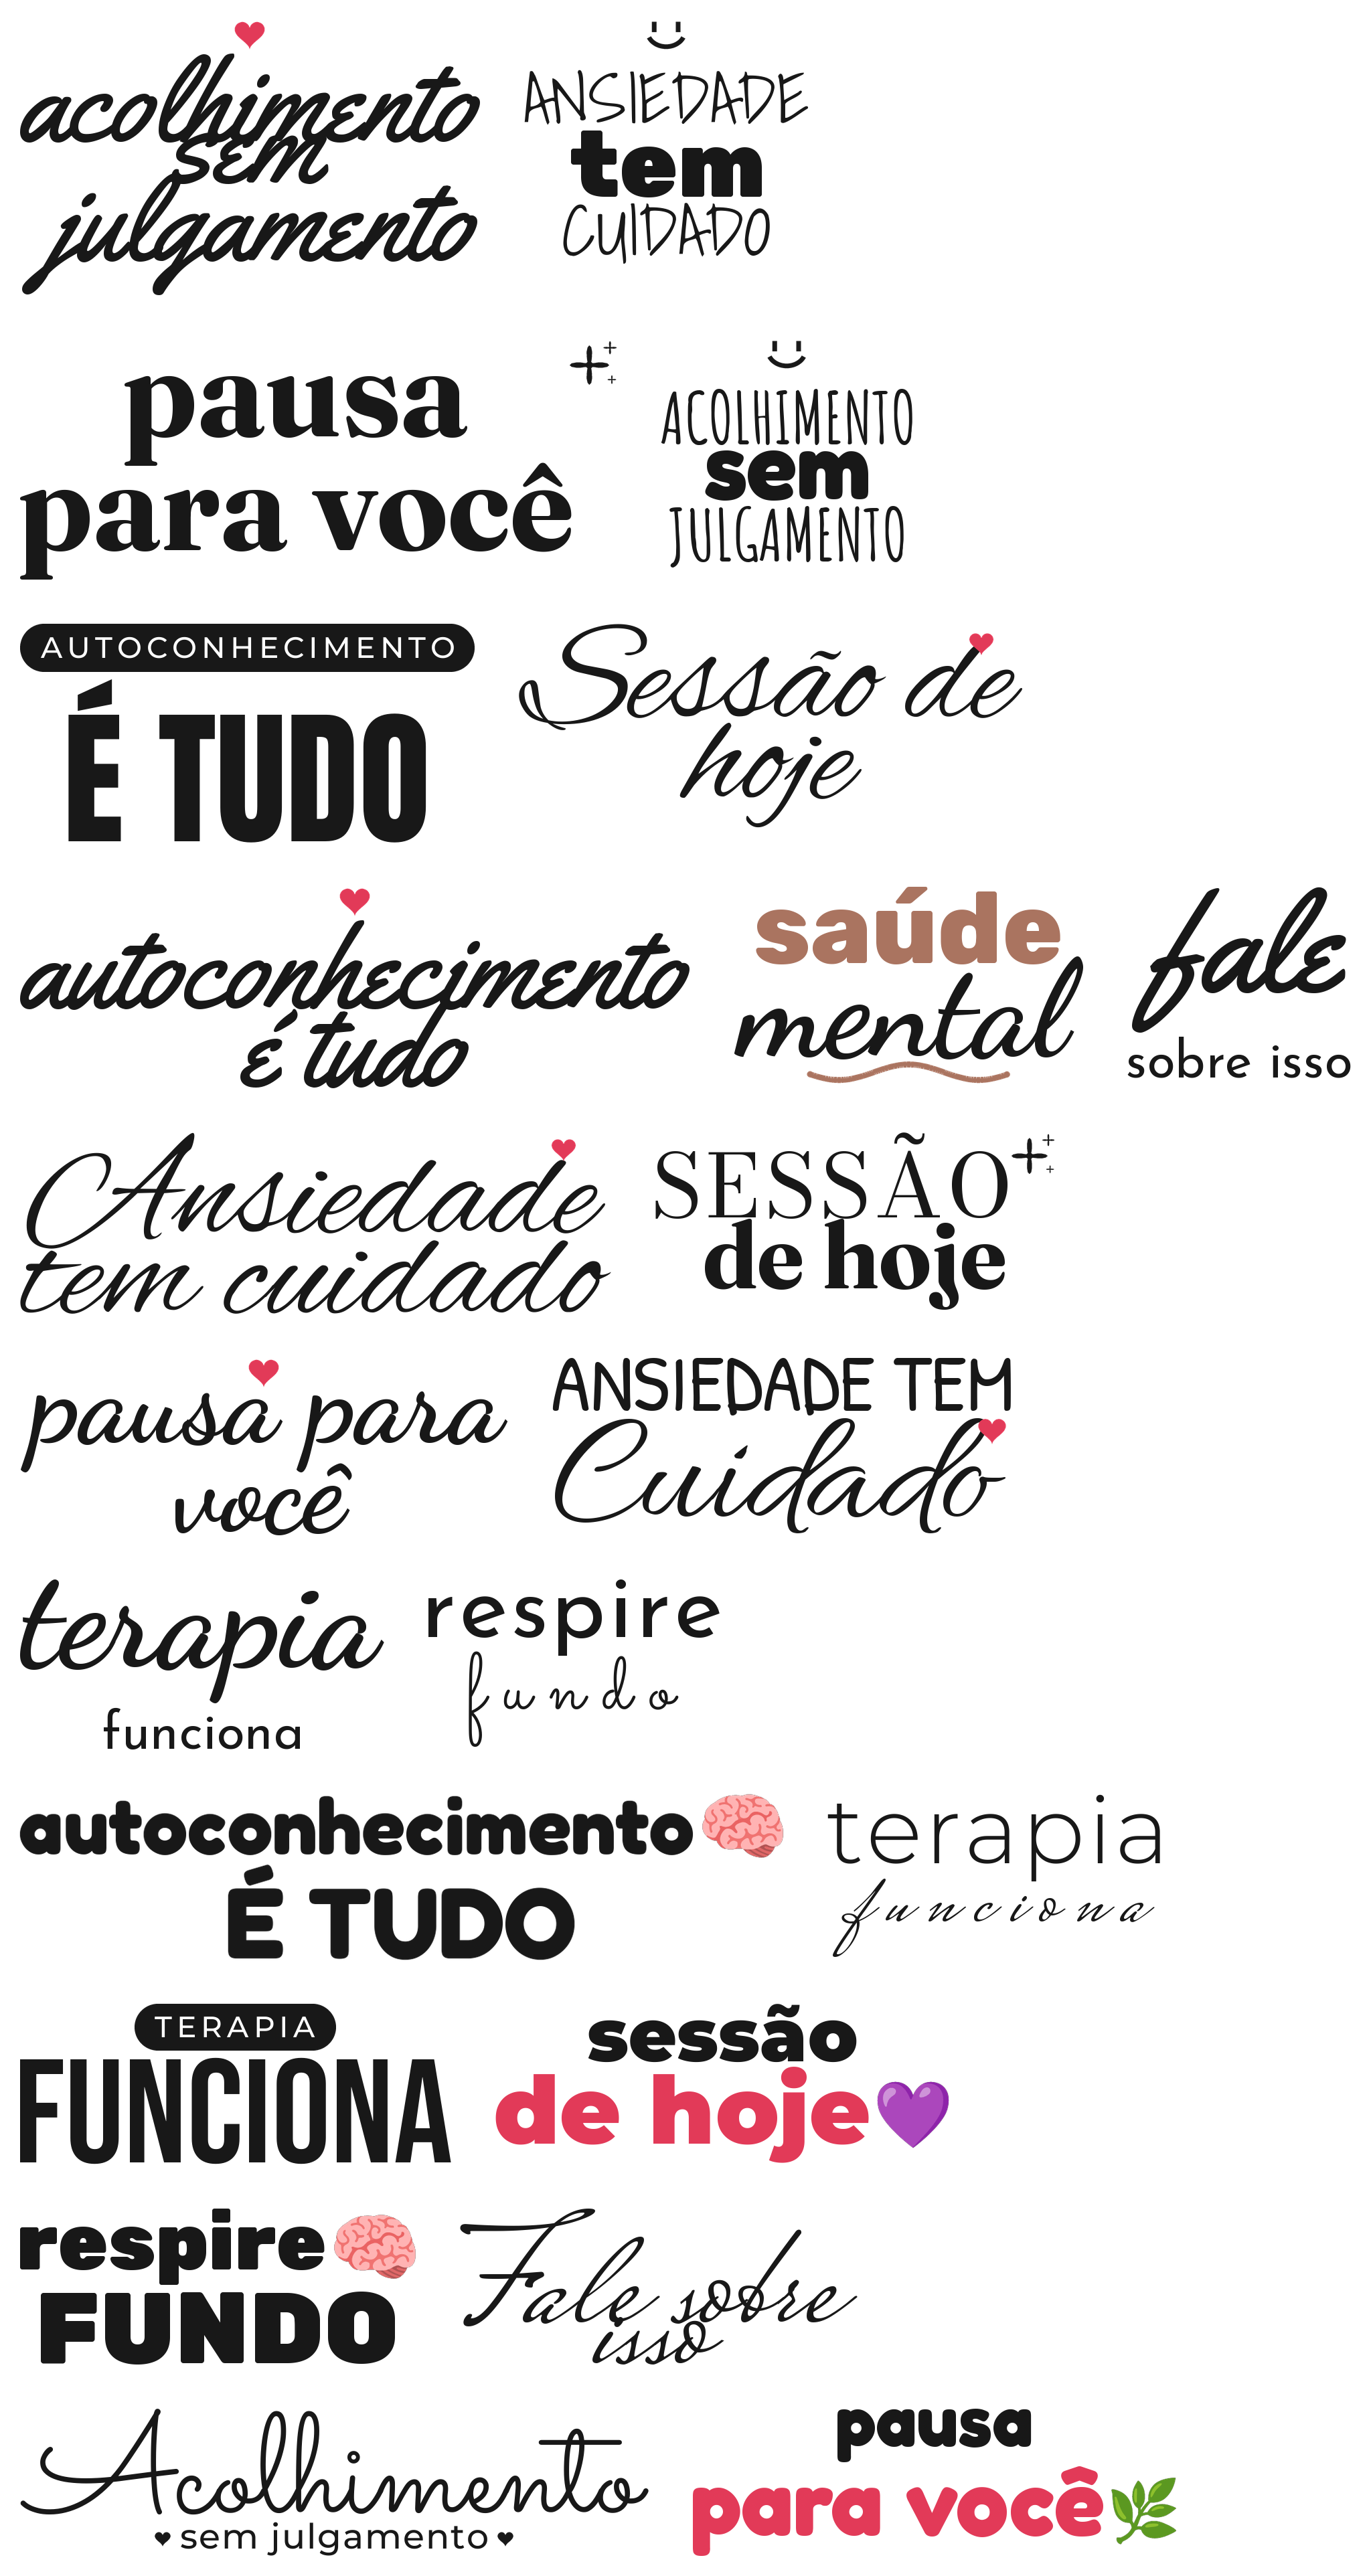 acolhimento
sem
julgamento
ANSIEDADE
tem
CUIDADO
pausa
para você
ACOLHIMENTO
sem
JULGAMENTO
AUTOCONHECIMENTO
É TUDO
Sessão de
hoje
autoconhecimento
é tudo
saúde
mental
fale
sobre isso
Ansiedade
tem cuidado
SESSÃO
de hoje
pausa para
você
ANSIEDADE TEM
Cuidado
terapia
funciona
respire
fundo
autoconhecimento
É TUDO
terapia
funciona
TERAPIA
FUNCIONA
sessão
de hoje
respire
FUNDO
Fale sobre
isso
Acolhimento
sem julgamento
pausa
para você